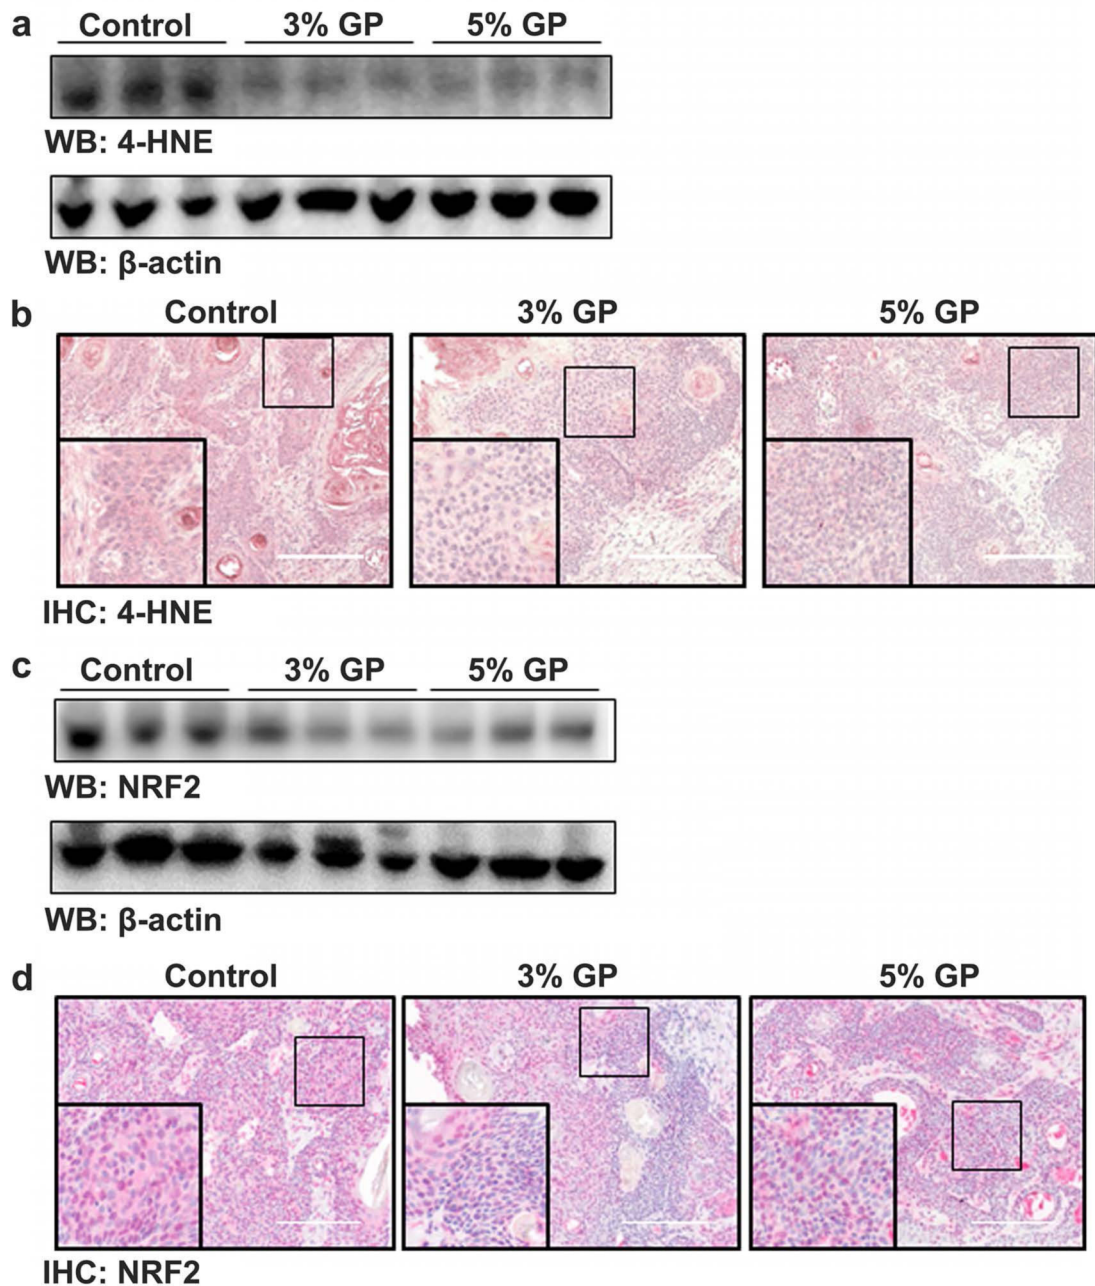 a
Control 3% GP 5% GP
WB: 4-HNE
WB: β-actin
b
Control 3% GP 5% GP
IHC: 4-HNE
c
Control 3% GP 5% GP
WB: NRF2
WB: β-actin
d
Control 3% GP 5% GP
IHC: NRF2